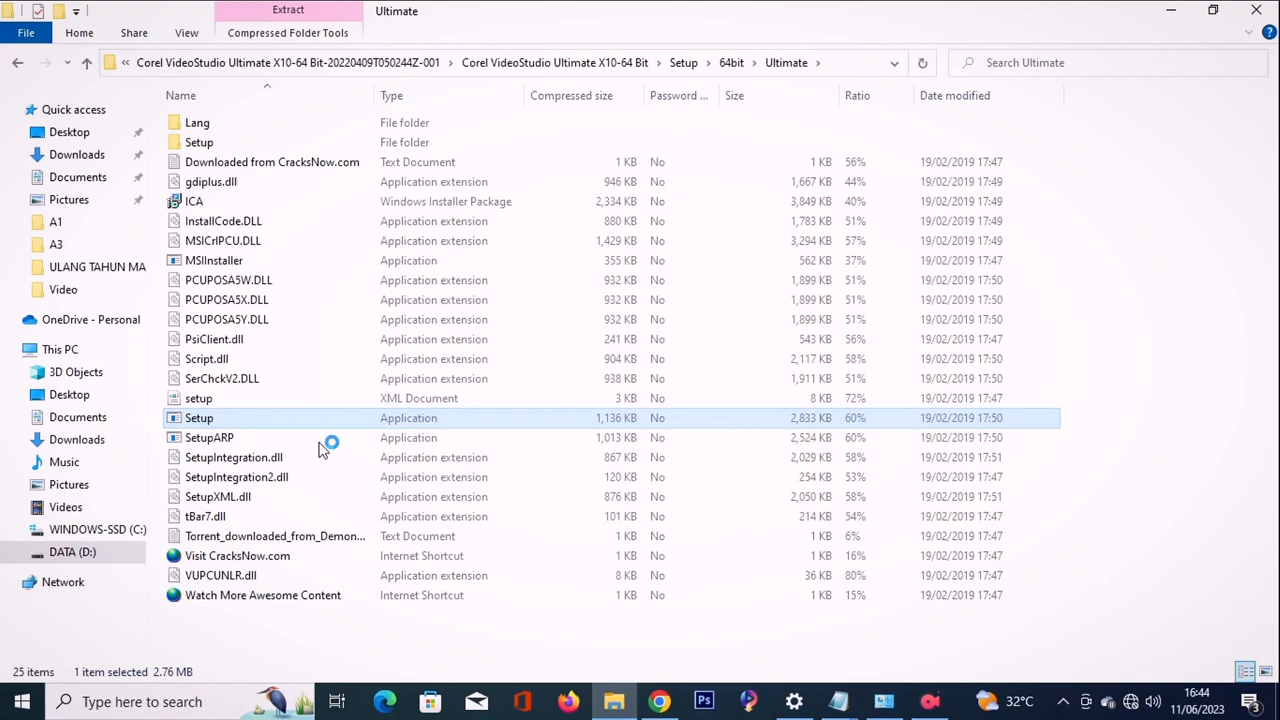 Extract
Ultimate
File
Home
Share
View
Compressed Folder Tools
« Corel VideoStudio Ultimate X10-64 Bit-20220409T050244Z-001 > Corel VideoStudio Ultimate X10-64 Bit > Setup > 64bit > Ultimate >
Search Ultimate
Name Type Compressed size Password ... Size Ratio Date modified
Quick access
Desktop
Downloads
Documents
Pictures
A1
A3
ULANG TAHUN MA
Video
OneDrive - Personal
This PC
3D Objects
Desktop
Documents
Downloads
Music
Pictures
Videos
WINDOWS-SSD (C:)
DATA (D:)
Network
Lang File folder
Setup File folder
Downloaded from CracksNow.com Text Document 1 KB No 1 KB 56% 19/02/2019 17:47
gdiplus.dll Application extension 946 KB No 1,667 KB 44% 19/02/2019 17:49
ICA Windows Installer Package 2,334 KB No 3,849 KB 40% 19/02/2019 17:49
InstallCode.DLL Application extension 880 KB No 1,783 KB 51% 19/02/2019 17:49
MSICrlPCU.DLL Application extension 1,429 KB No 3,294 KB 57% 19/02/2019 17:49
MSIInstaller Application 355 KB No 562 KB 37% 19/02/2019 17:47
PCUPOSA5W.DLL Application extension 932 KB No 1,899 KB 51% 19/02/2019 17:50
PCUPOSA5X.DLL Application extension 932 KB No 1,899 KB 51% 19/02/2019 17:50
PCUPOSA5Y.DLL Application extension 932 KB No 1,899 KB 51% 19/02/2019 17:50
PsiClient.dll Application extension 241 KB No 543 KB 56% 19/02/2019 17:47
Script.dll Application extension 904 KB No 2,117 KB 58% 19/02/2019 17:50
SerChckV2.DLL Application extension 938 KB No 1,911 KB 51% 19/02/2019 17:50
setup XML Document 3 KB No 8 KB 72% 19/02/2019 17:47
Setup Application 1,136 KB No 2,833 KB 60% 19/02/2019 17:50
SetupARP Application 1,013 KB No 2,524 KB 60% 19/02/2019 17:50
SetupIntegration.dll Application extension 867 KB No 2,029 KB 58% 19/02/2019 17:51
SetupIntegration2.dll Application extension 120 KB No 254 KB 53% 19/02/2019 17:47
SetupXML.dll Application extension 876 KB No 2,050 KB 58% 19/02/2019 17:51
tBar7.dll Application extension 101 KB No 214 KB 54% 19/02/2019 17:47
Torrent_downloaded_from_Demon... Text Document 1 KB No 1 KB 6% 19/02/2019 17:47
Visit CracksNow.com Internet Shortcut 1 KB No 1 KB 16% 19/02/2019 17:47
VUPCUNLR.dll Application extension 8 KB No 36 KB 80% 19/02/2019 17:47
Watch More Awesome Content Internet Shortcut 1 KB No 1 KB 15% 19/02/2019 17:47
25 items 1 item selected 2.76 MB
Type here to search
Ps
32°C
16:44
11/06/2023
3